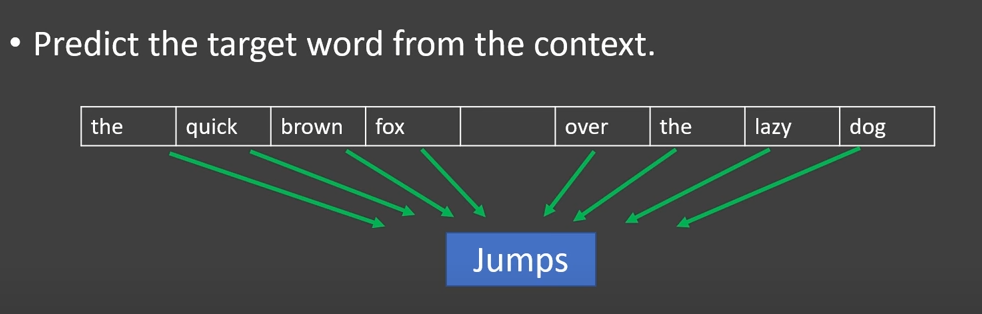 • Predict the target word from the context.
the quick brown fox over the lazy dog
Jumps